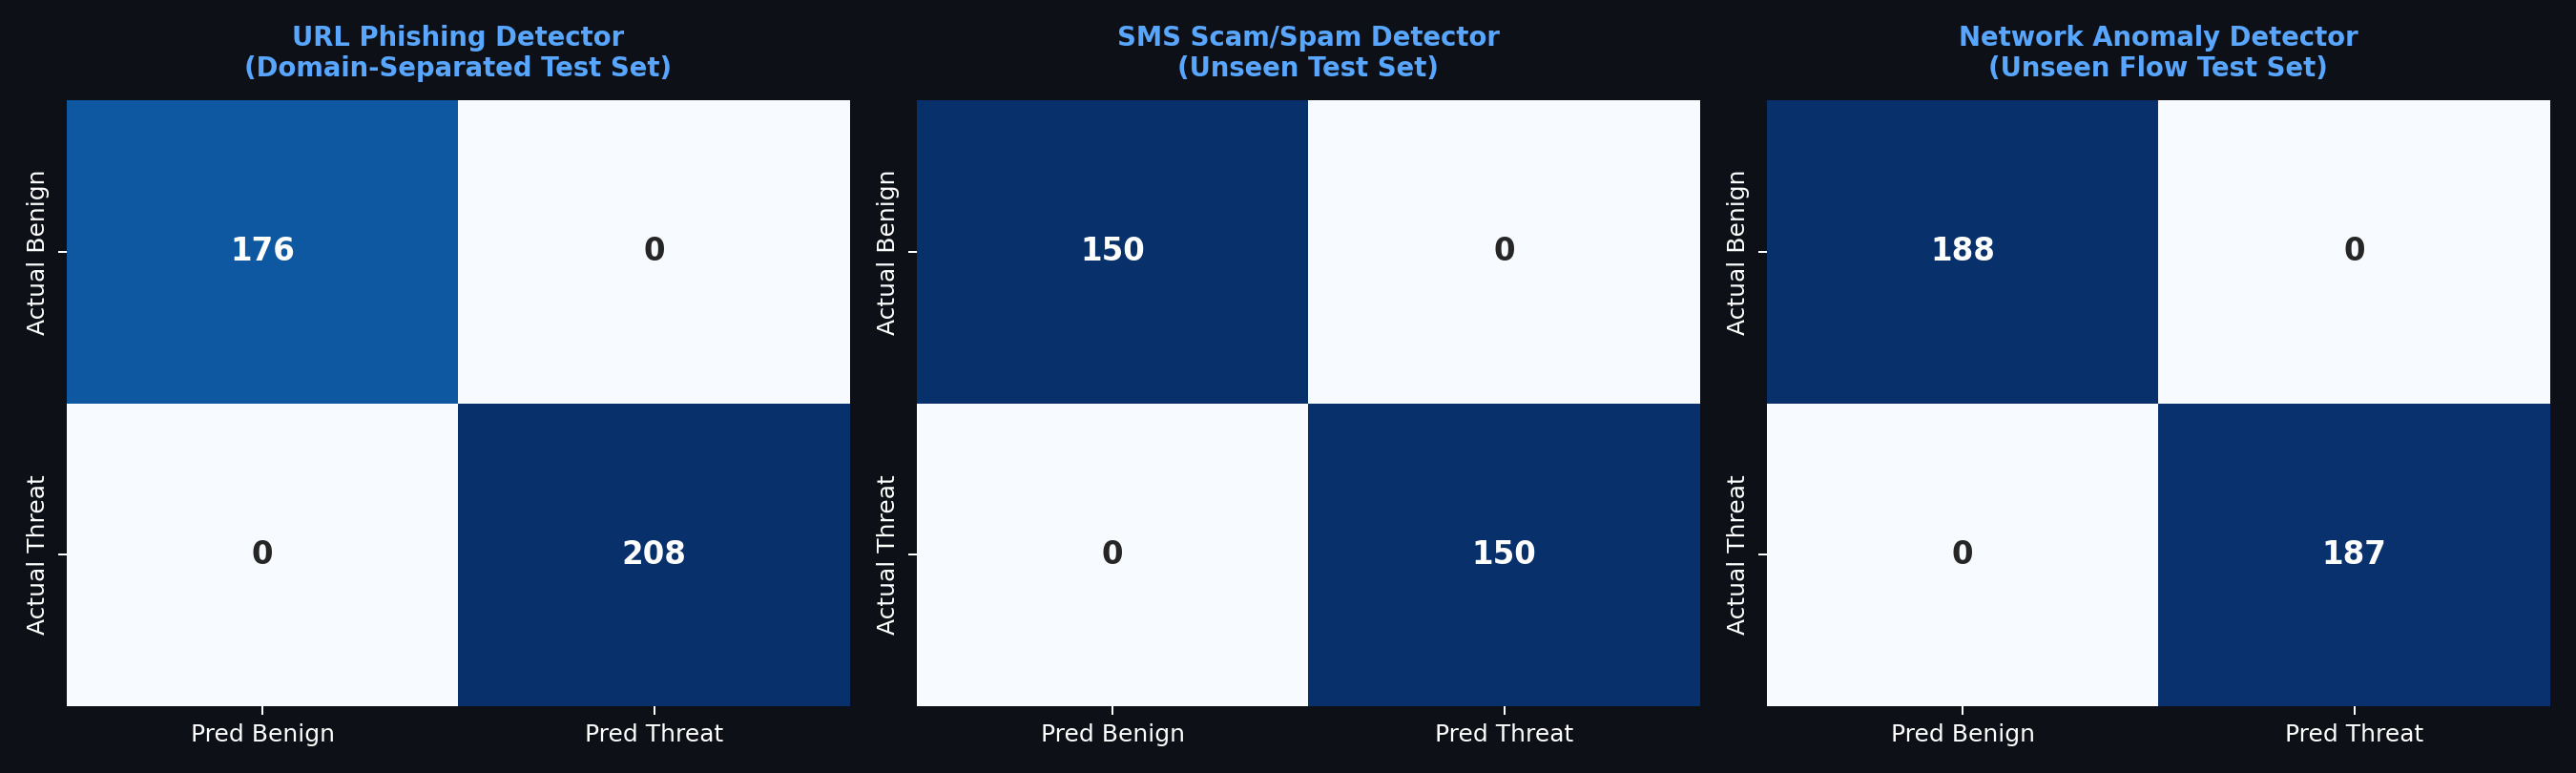 URL Phishing Detector
(Domain-Separated Test Set)
Actual Benign
176
0
Actual Threat
0
208
Pred Benign
Pred Threat
SMS Scam/Spam Detector
(Unseen Test Set)
Actual Benign
150
0
Actual Threat
0
150
Pred Benign
Pred Threat
Network Anomaly Detector
(Unseen Flow Test Set)
Actual Benign
188
0
Actual Threat
0
187
Pred Benign
Pred Threat